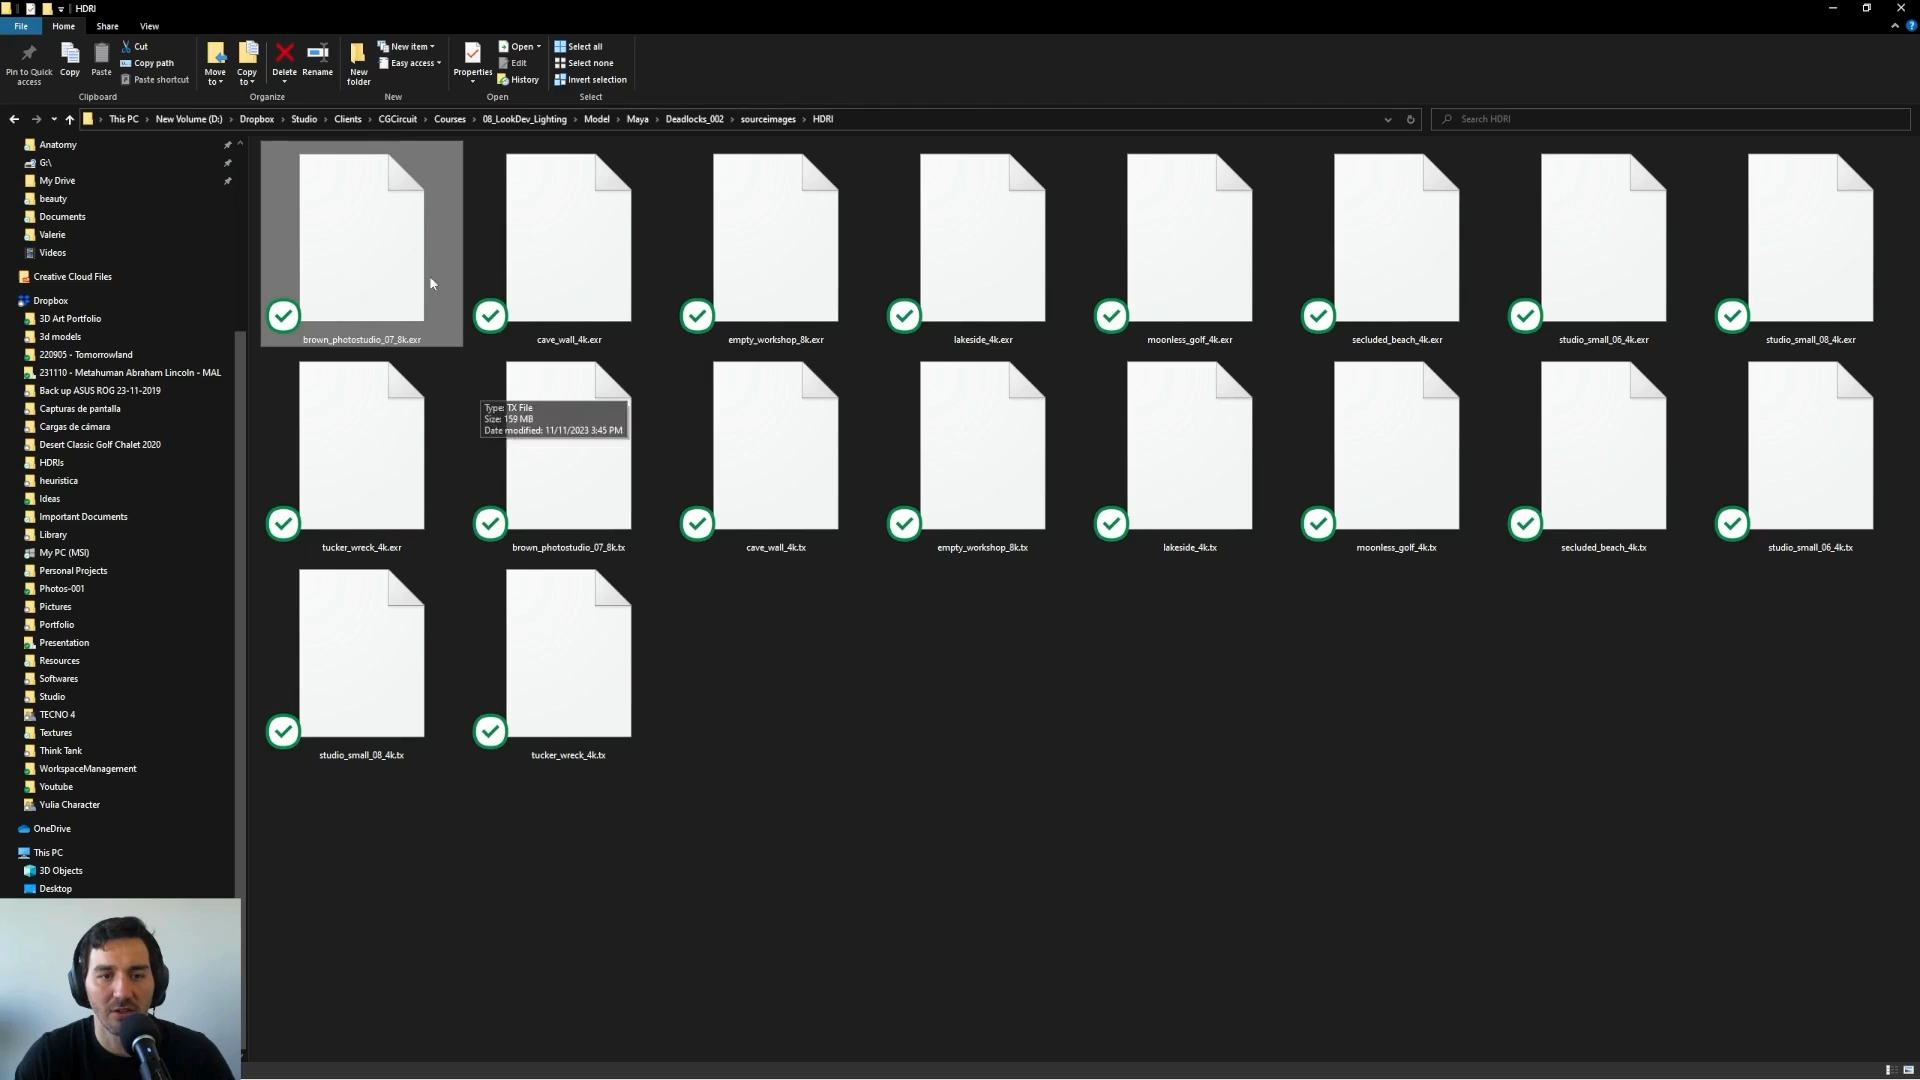 HDRI
File Home Share View
Pin to Quick access
Copy
Paste
Cut
Copy path
Paste shortcut
Move to
Copy to
Delete
Rename
New folder
New item
Easy access
Properties
Open
Edit
History
Select all
Select none
Invert selection
Clipboard Organize New Open Select
This PC > New Volume (D:) > Dropbox > Studio > Clients > CGCircuit > Courses > 08_LookDev_Lighting > Model > Maya > Deadlocks_002 > sourceimages > HDRI
Search HDRI
Anatomy
G:\
My Drive
beauty
Documents
Valerie
Videos
Creative Cloud Files
Dropbox
3D Art Portfolio
3d models
220905 - Tomorrowland
231110 - Metahuman Abraham Lincoln - MAL
Back up ASUS ROG 23-11-2019
Capturas de pantalla
Cargas de cámara
Desert Classic Golf Chalet 2020
HDRIs
heuristica
Ideas
Important Documents
Library
My PC (MSI)
Personal Projects
Photos-001
Pictures
Portfolio
Presentation
Resources
Softwares
Studio
TECNO 4
Textures
Think Tank
WorkspaceManagement
Youtube
Yulia Character
OneDrive
This PC
3D Objects
Desktop
brown_photostudio_07_8k.exr
cave_wall_4k.exr
empty_workshop_8k.exr
lakeside_4k.exr
moonless_golf_4k.exr
secluded_beach_4k.exr
studio_small_06_4k.exr
studio_small_08_4k.exr
Type: TX File
Size: 159 MB
Date modified: 11/11/2023 3:45 PM
tucker_wreck_4k.exr
brown_photostudio_07_8k.tx
cave_wall_4k.tx
empty_workshop_8k.tx
lakeside_4k.tx
moonless_golf_4k.tx
secluded_beach_4k.tx
studio_small_06_4k.tx
studio_small_08_4k.tx
tucker_wreck_4k.tx